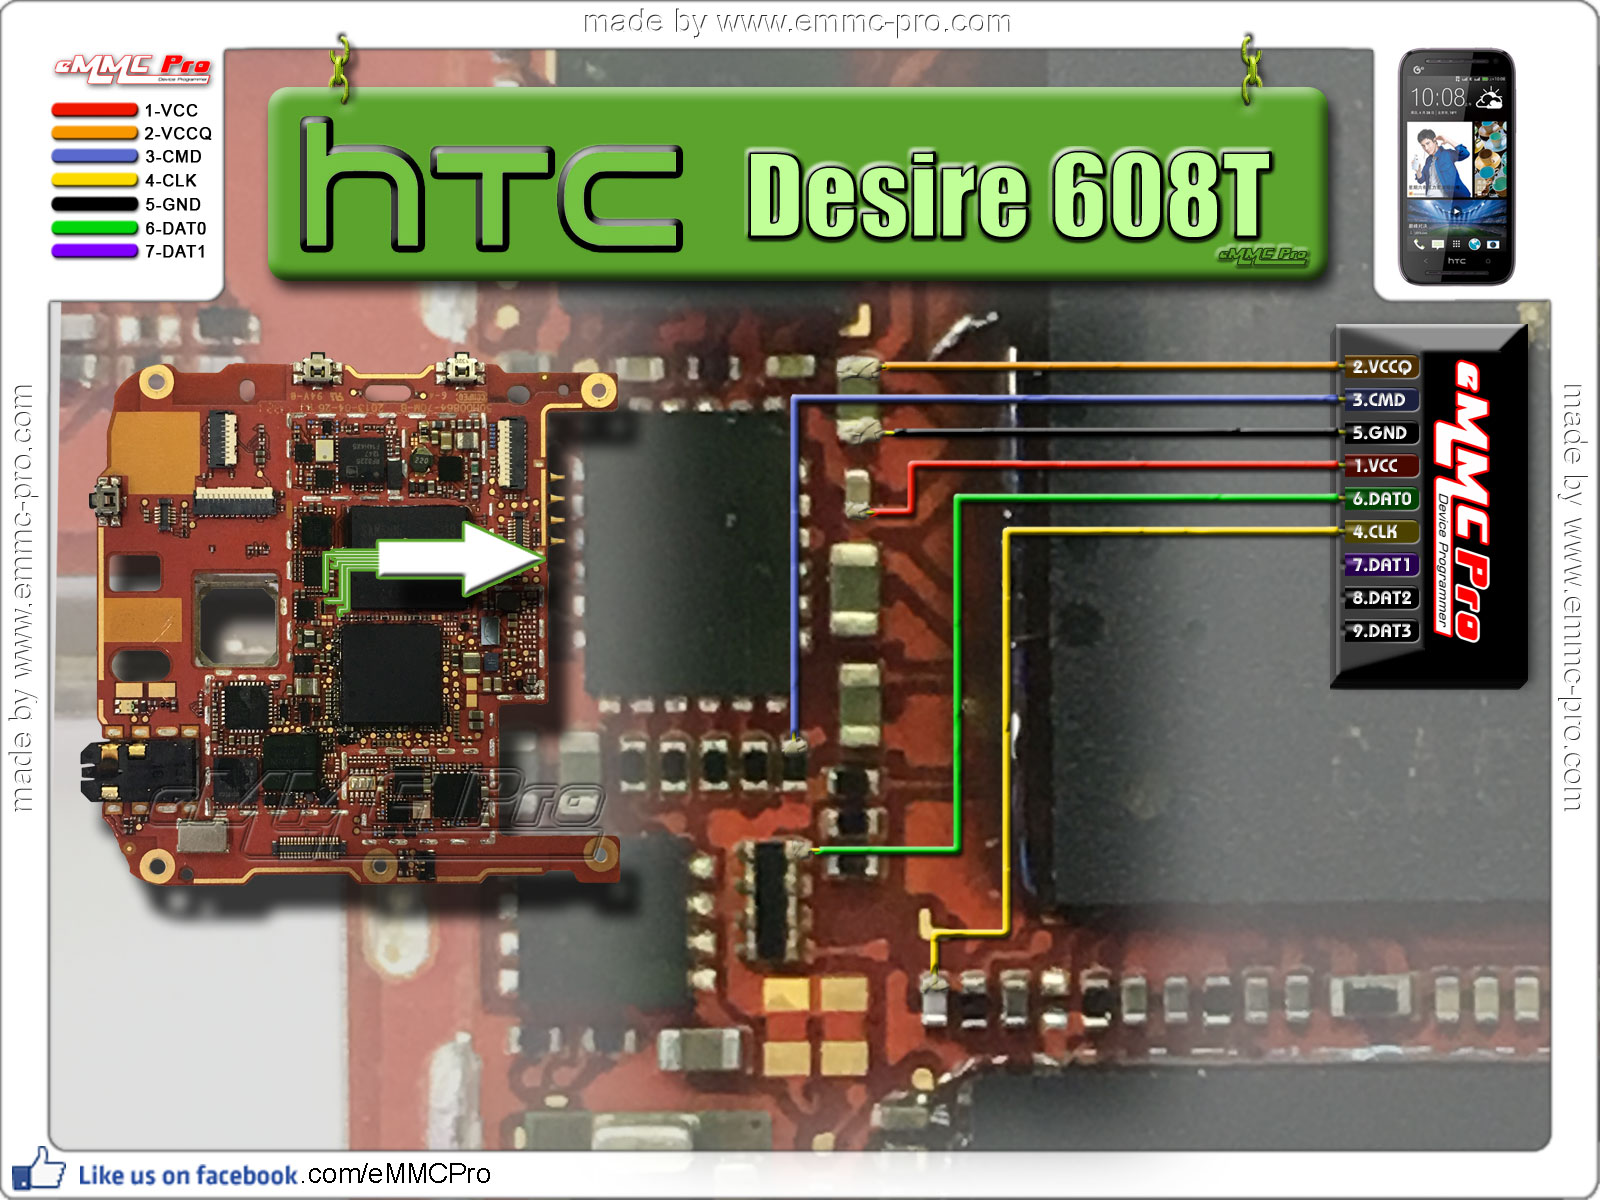 made by www.emmc-pro.com
eMMC Pro
Device Programmer
1-VCC
2-VCCQ
3-CMD
4-CLK
5-GND
6-DAT0
7-DAT1
hTC Desire 608T
eMMC Pro
10:08
hTC
2.VCCQ
3.CMD
5.GND
1.VCC
6.DAT0
4.CLK
7.DAT1
8.DAT2
9.DAT3
eMMC Pro
Device Programmer
made by www.emmc-pro.com
made by www.emmc-pro.com
94V-0
220
eMMC Pro
Like us on facebook.com/eMMCPro